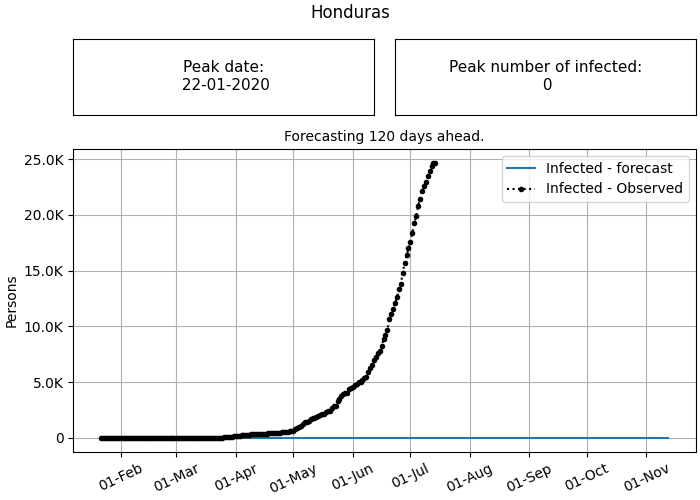 Honduras
Peak date:
22-01-2020
Peak number of infected:
0
Forecasting 120 days ahead.
Infected - forecast
Infected - Observed
Persons
25.0K
20.0K
15.0K
10.0K
5.0K
0
01-Feb
01-Mar
01-Apr
01-May
01-Jun
01-Jul
01-Aug
01-Sep
01-Oct
01-Nov